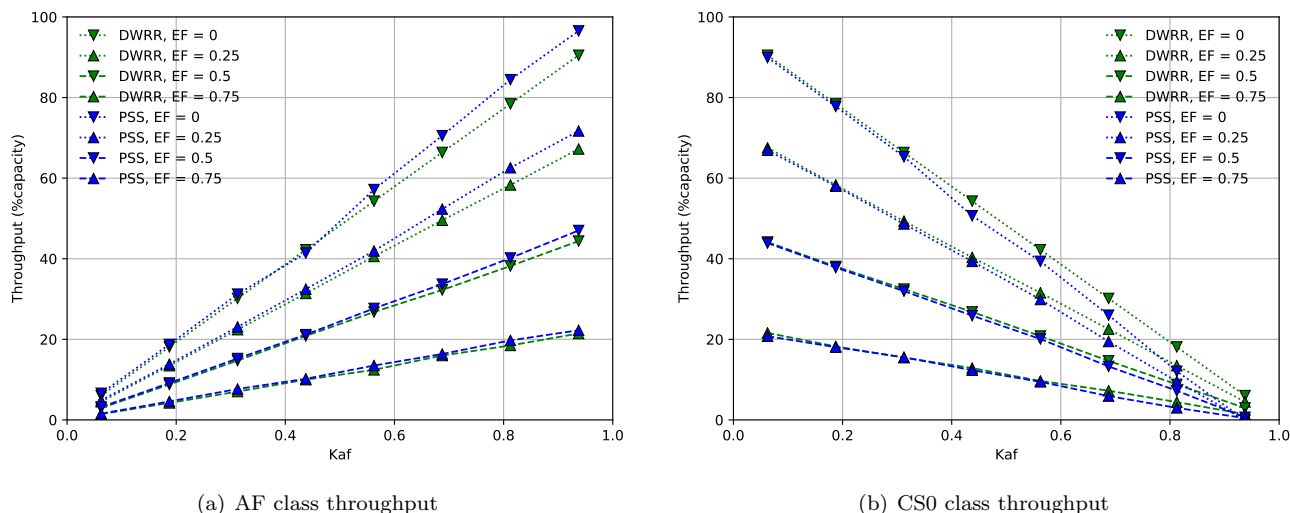 100
80
60
40
20
0
Throughput (%capacity)
DWRR, EF = 0
DWRR, EF = 0.25
DWRR, EF = 0.5
DWRR, EF = 0.75
PSS, EF = 0
PSS, EF = 0.25
PSS, EF = 0.5
PSS, EF = 0.75
0.0 0.2 0.4 0.6 0.8 1.0
Kaf
(a) AF class throughput
100
80
60
40
20
0
Throughput (%capacity)
DWRR, EF = 0
DWRR, EF = 0.25
DWRR, EF = 0.5
DWRR, EF = 0.75
PSS, EF = 0
PSS, EF = 0.25
PSS, EF = 0.5
PSS, EF = 0.75
0.0 0.2 0.4 0.6 0.8 1.0
Kaf
(b) CS0 class throughput